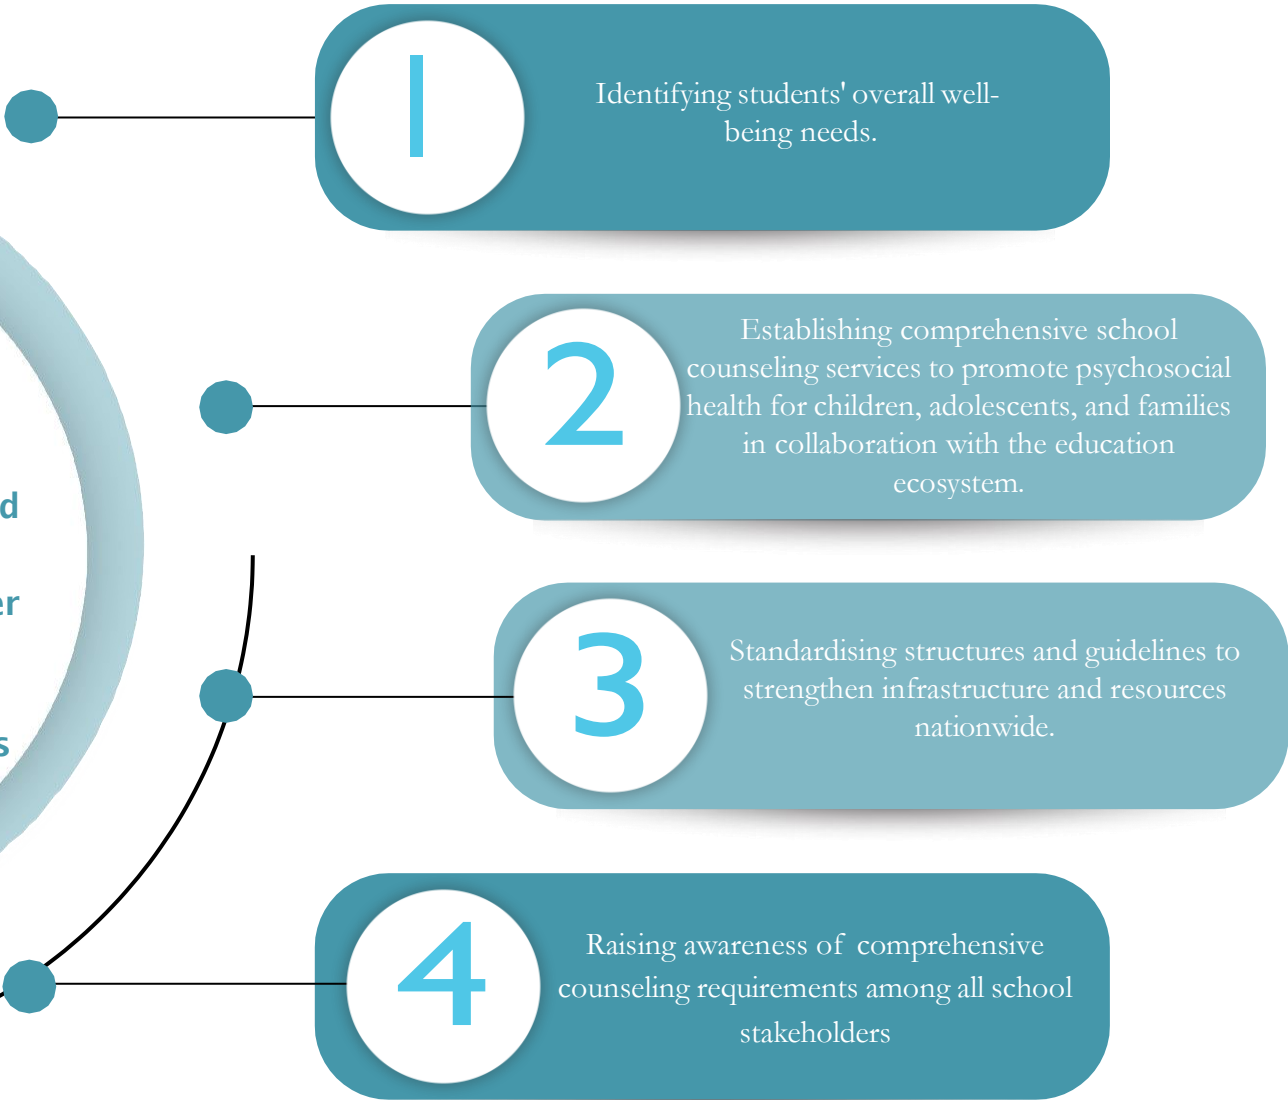 1
Identifying students' overall well-
being needs.
2
Establishing comprehensive school
counseling services to promote psychosocial
health for children, adolescents, and families
in collaboration with the education
ecosystem.
3
Standardising structures and guidelines to
strengthen infrastructure and resources
nationwide.
4
Raising awareness of comprehensive
counseling requirements among all school
stakeholders